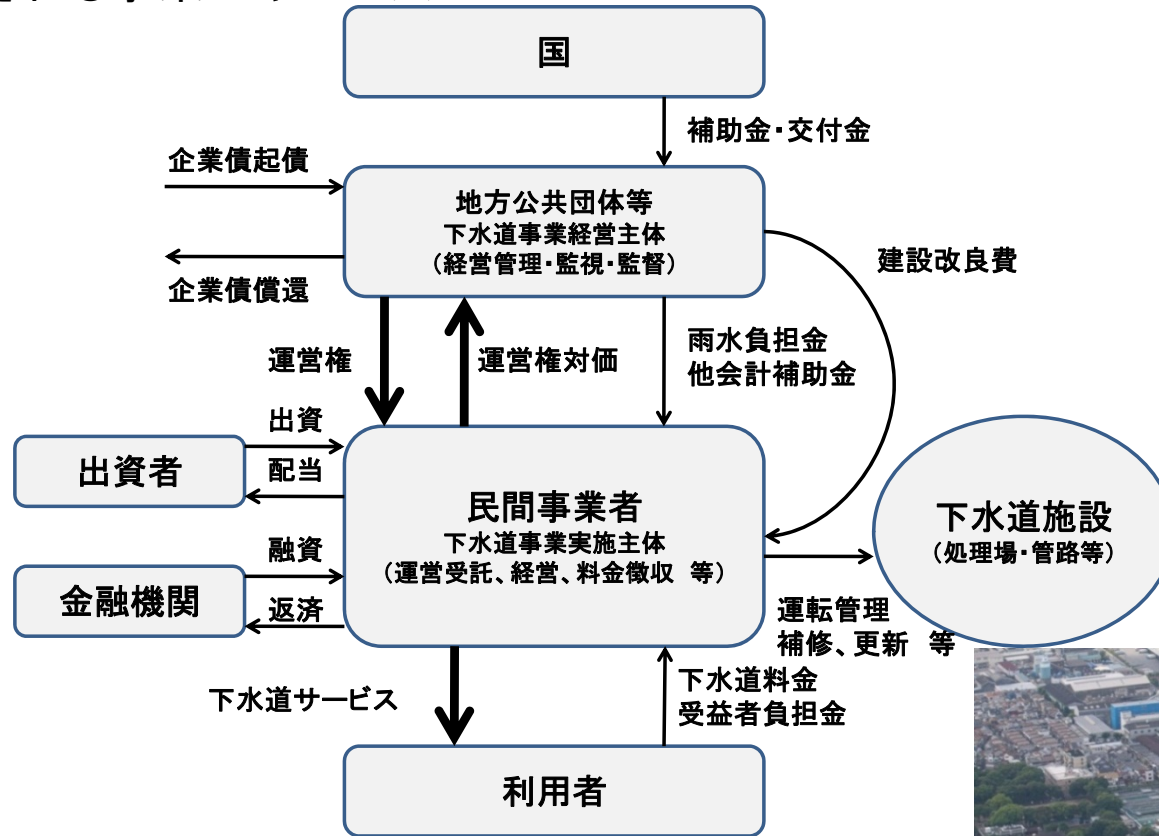 国
補助金・交付金
企業債起債
地方公共団体等
下水道事業経営主体
(経営管理・監視・監督)
建設改良費
企業債償還
運営権
運営権対価
雨水負担金
他会計補助金
出資
出資者
配当
民間事業者
下水道事業実施主体
(運営受託、経営、料金徴収 等)
下水道施設
(処理場・管路等)
融資
金融機関
返済
運転管理
補修、更新 等
下水道サービス
下水道料金
受益者負担金
利用者